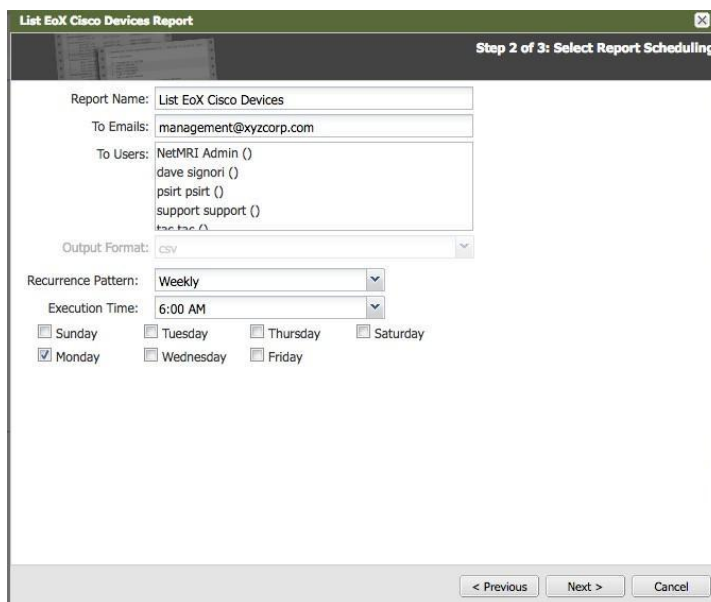 List EoX Cisco Devices Report
Step 2 of 3: Select Report Scheduling
Report Name: List EoX Cisco Devices
To Emails: management@xyzcorp.com
To Users: NetMRI Admin ()
dave signori ()
psirt psirt ()
support support ()
tac tac ()
Output Format: csv
Recurrence Pattern: Weekly
Execution Time: 6:00 AM
Sunday Tuesday Thursday Saturday
Monday Wednesday Friday
< Previous Next > Cancel